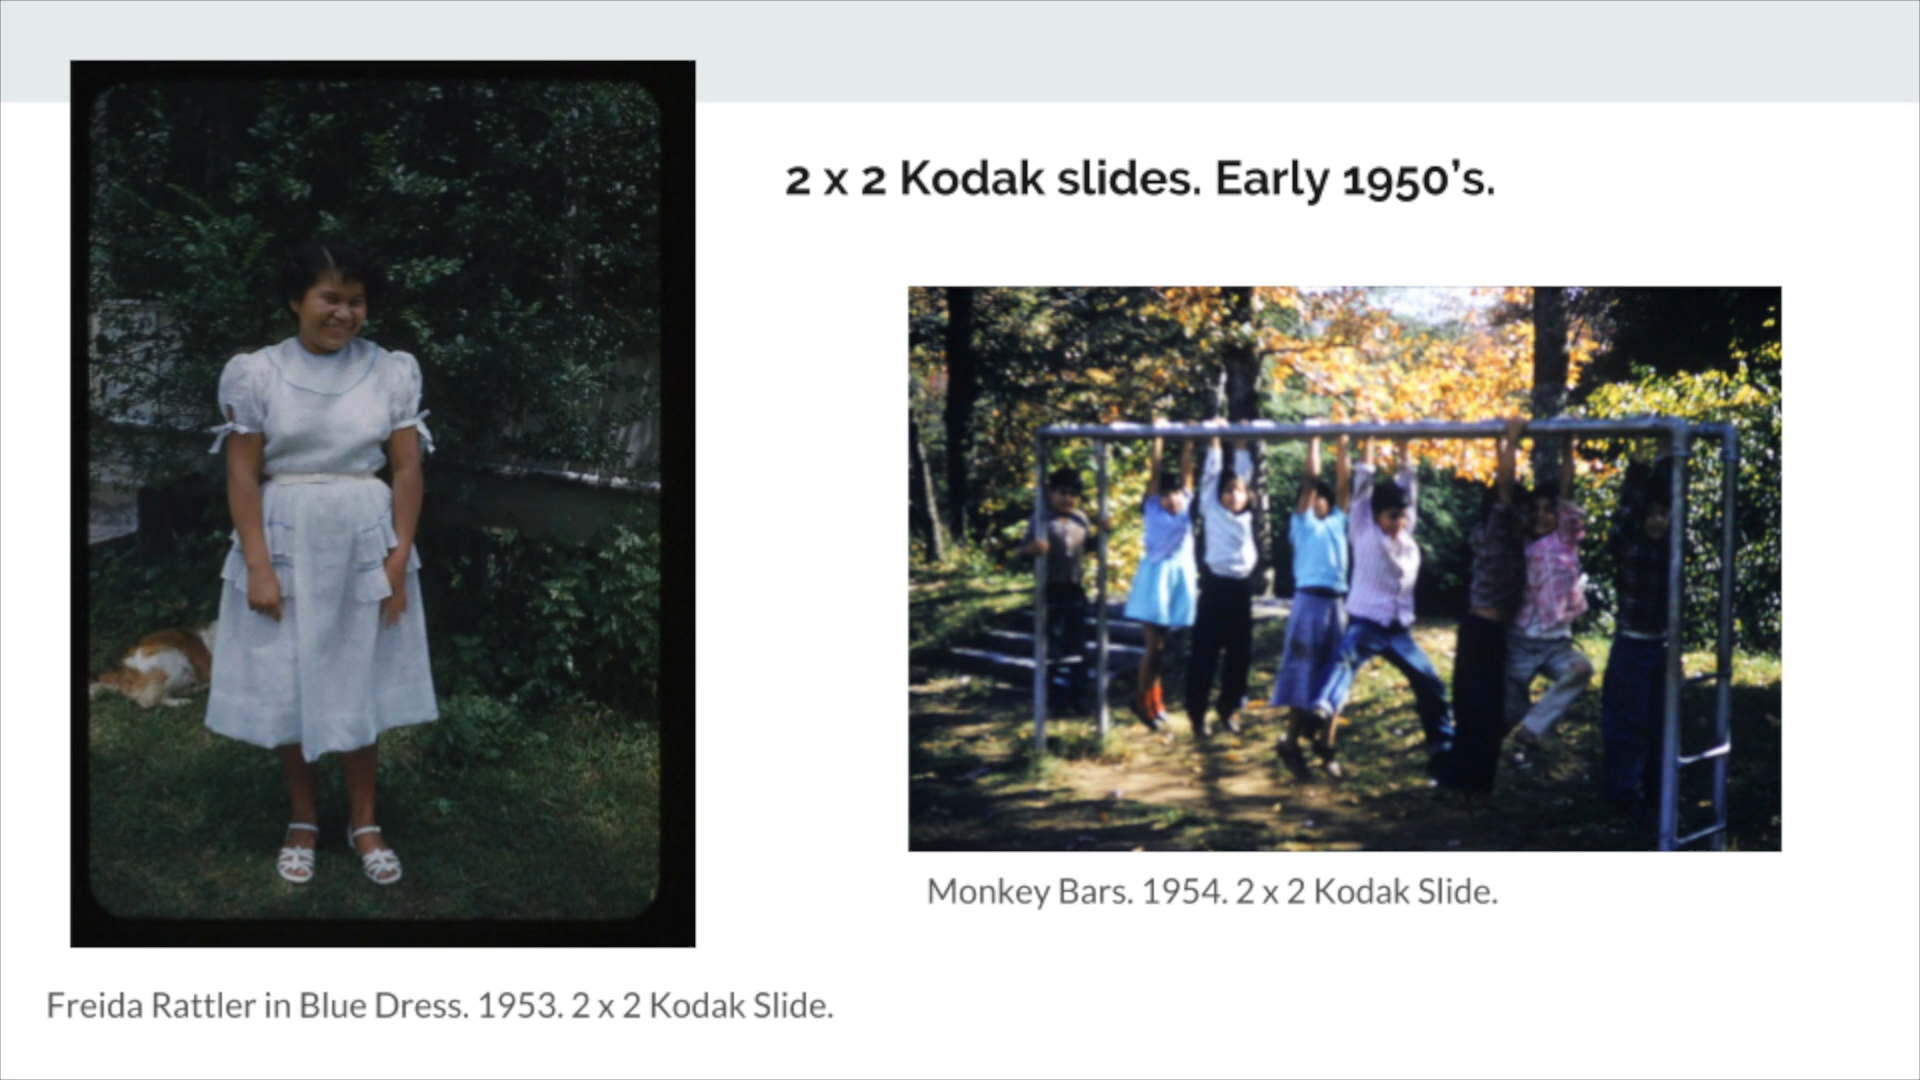 2 x 2 Kodak slides. Early 1950’s.
Monkey Bars. 1954. 2 x 2 Kodak Slide.
Freida Rattler in Blue Dress. 1953. 2 x 2 Kodak Slide.